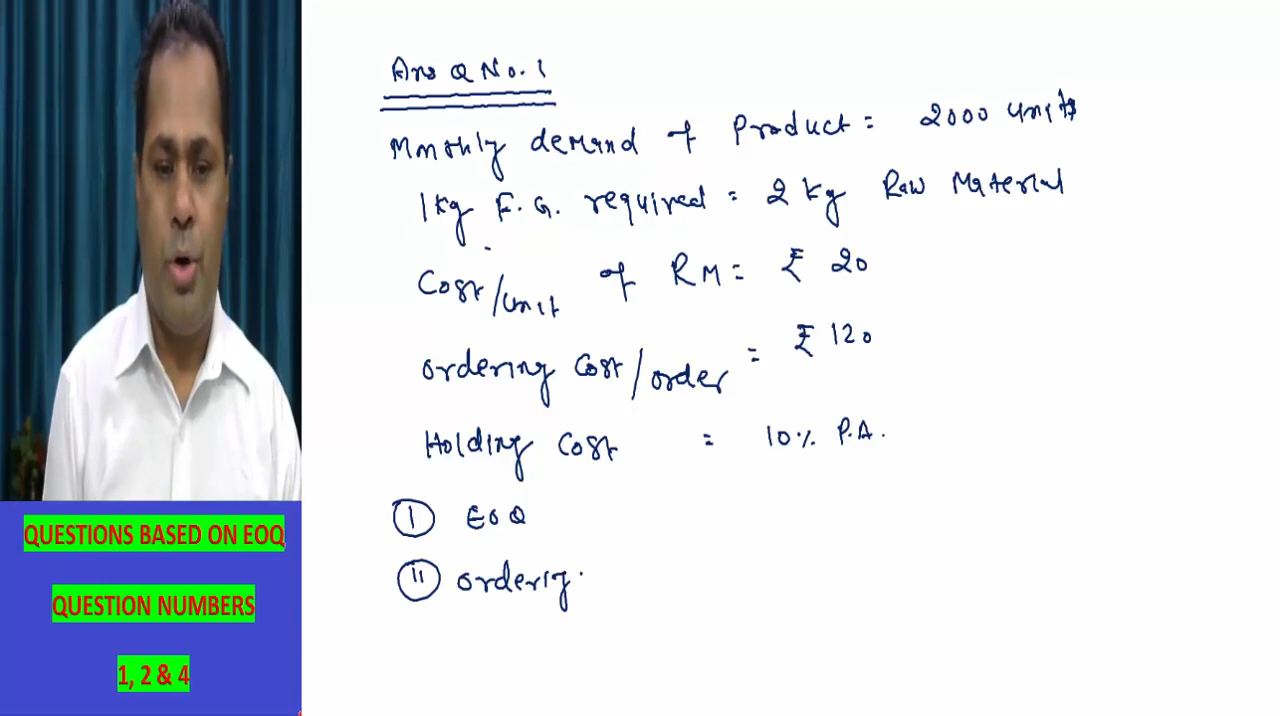 Ans Q No. 1
Monthly demand of Product = 2000 units
1kg F.G. required = 2 kg Raw Material
Cost/unit of RM = ₹ 20
ordering Cost/order = ₹ 120
Holding Cost = 10% P.A.
(i) EOQ
(ii) ordering
QUESTIONS BASED ON EOQ
QUESTION NUMBERS
1, 2 & 4